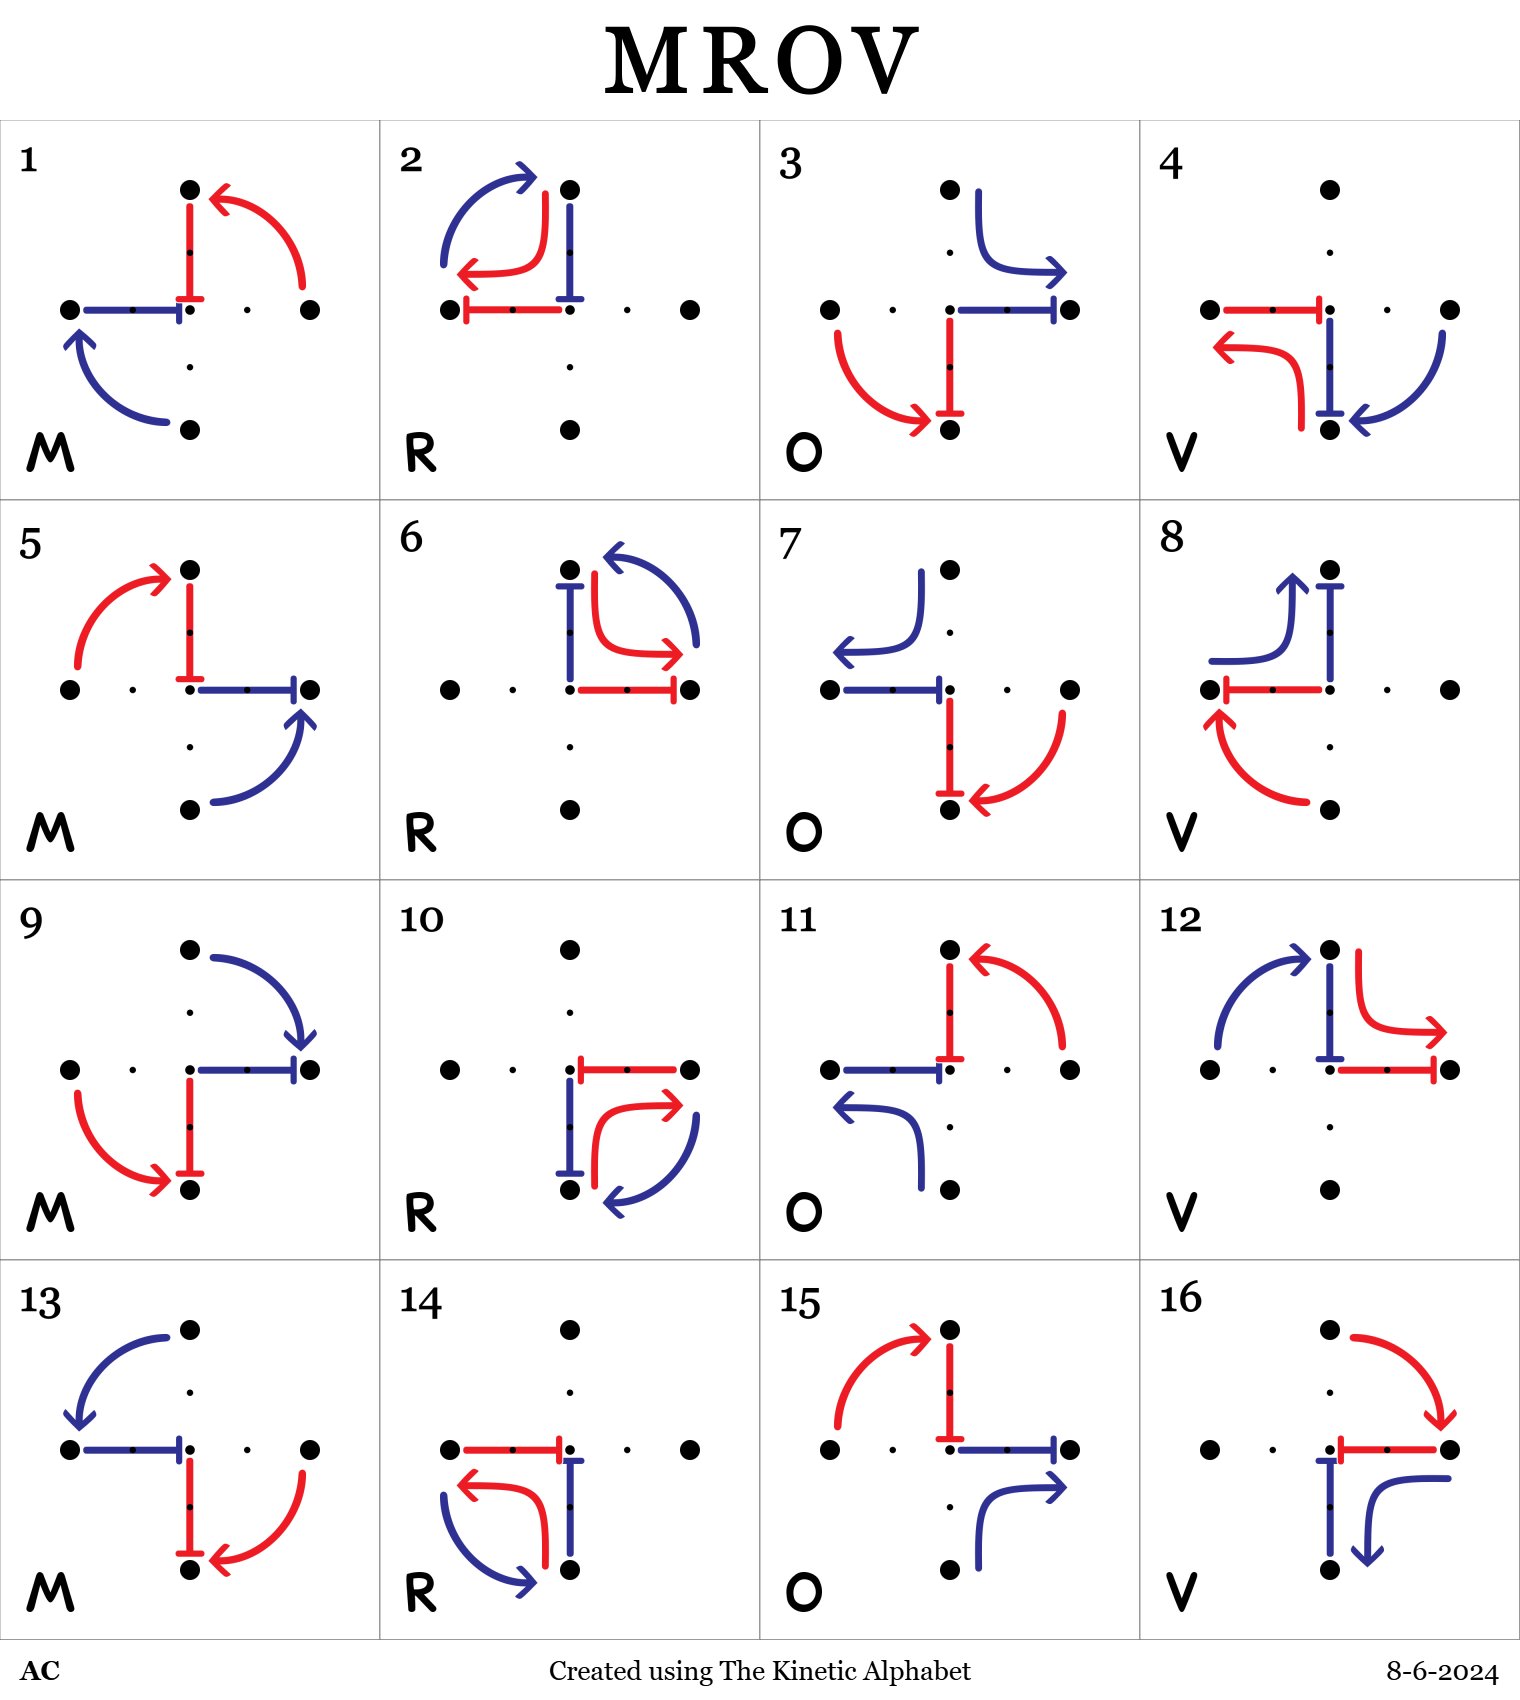 MROV
1 2 3 4
M R O V
5 6 7 8
M R O V
9 10 11 12
M R O V
13 14 15 16
M R O V
AC Created using The Kinetic Alphabet 8-6-2024